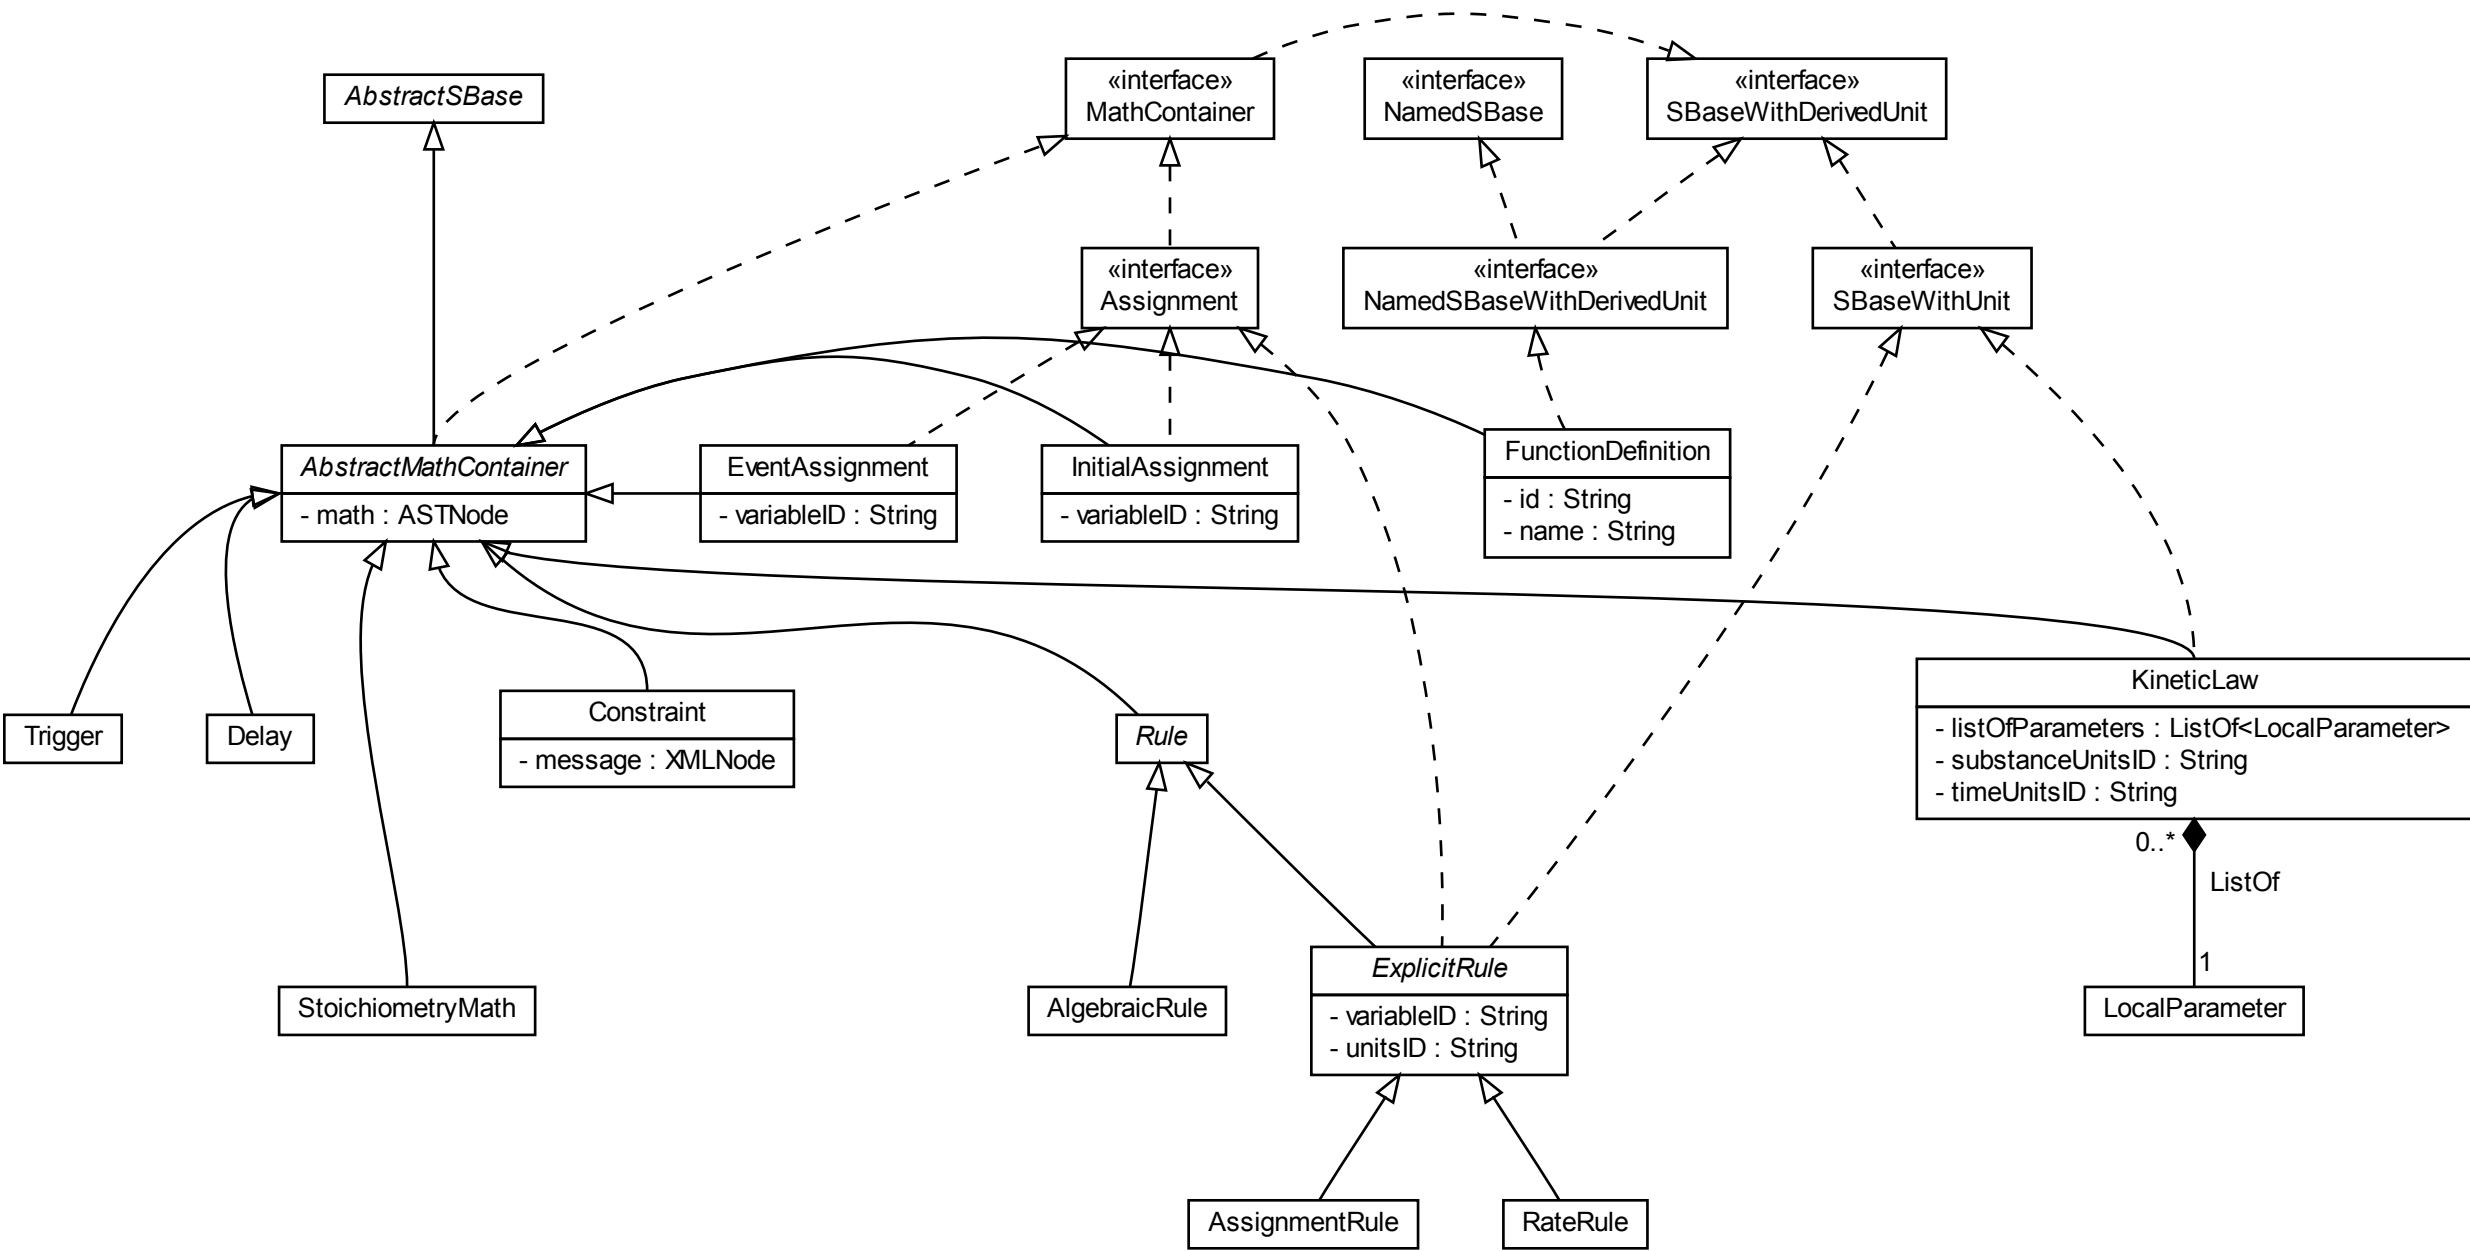 «interface»
MathContainer
«interface»
NamedSBase
«interface»
SBaseWithDerivedUnit
AbstractSBase
«interface»
Assignment
«interface»
NamedSBaseWithDerivedUnit
«interface»
SBaseWithUnit
AbstractMathContainer
- math : ASTNode
EventAssignment
- variableID : String
InitialAssignment
- variableID : String
FunctionDefinition
- id : String
- name : String
Trigger
Delay
Constraint
- message : XMLNode
Rule
KineticLaw
- listOfParameters : ListOf<LocalParameter>
- substanceUnitsID : String
- timeUnitsID : String
0..*
ListOf
1
StoichiometryMath
AlgebraicRule
ExplicitRule
- variableID : String
- unitsID : String
LocalParameter
AssignmentRule
RateRule